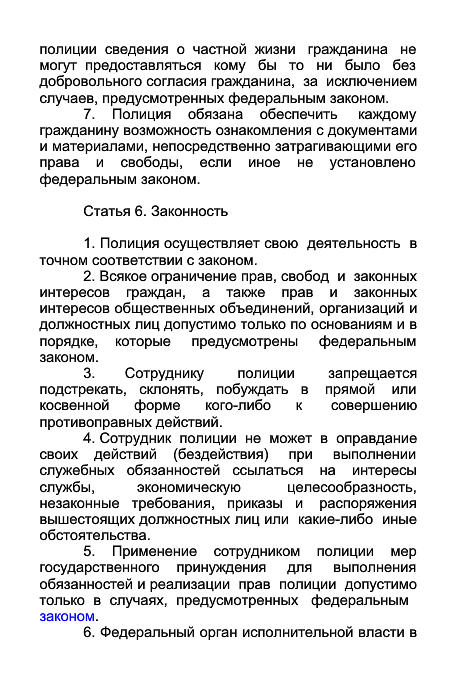 полиции сведения о частной жизни гражданина не
могут предоставляться кому бы то ни было без
добровольного согласия гражданина, за исключением
случаев, предусмотренных федеральным законом.
7. Полиция обязана обеспечить каждому
гражданину возможность ознакомления с документами
и материалами, непосредственно затрагивающими его
права и свободы, если иное не установлено
федеральным законом.
Статья 6. Законность
1. Полиция осуществляет свою деятельность в
точном соответствии с законом.
2. Всякое ограничение прав, свобод и законных
интересов граждан, а также прав и законных
интересов общественных объединений, организаций и
должностных лиц допустимо только по основаниям и в
порядке, которые предусмотрены федеральным
законом.
3. Сотруднику полиции запрещается
подстрекать, склонять, побуждать в прямой или
косвенной форме кого-либо к совершению
противоправных действий.
4. Сотрудник полиции не может в оправдание
своих действий (бездействия) при выполнении
служебных обязанностей ссылаться на интересы
службы, экономическую целесообразность,
незаконные требования, приказы и распоряжения
вышестоящих должностных лиц или какие-либо иные
обстоятельства.
5. Применение сотрудником полиции мер
государственного принуждения для выполнения
обязанностей и реализации прав полиции допустимо
только в случаях, предусмотренных федеральным
законом.
6. Федеральный орган исполнительной власти в